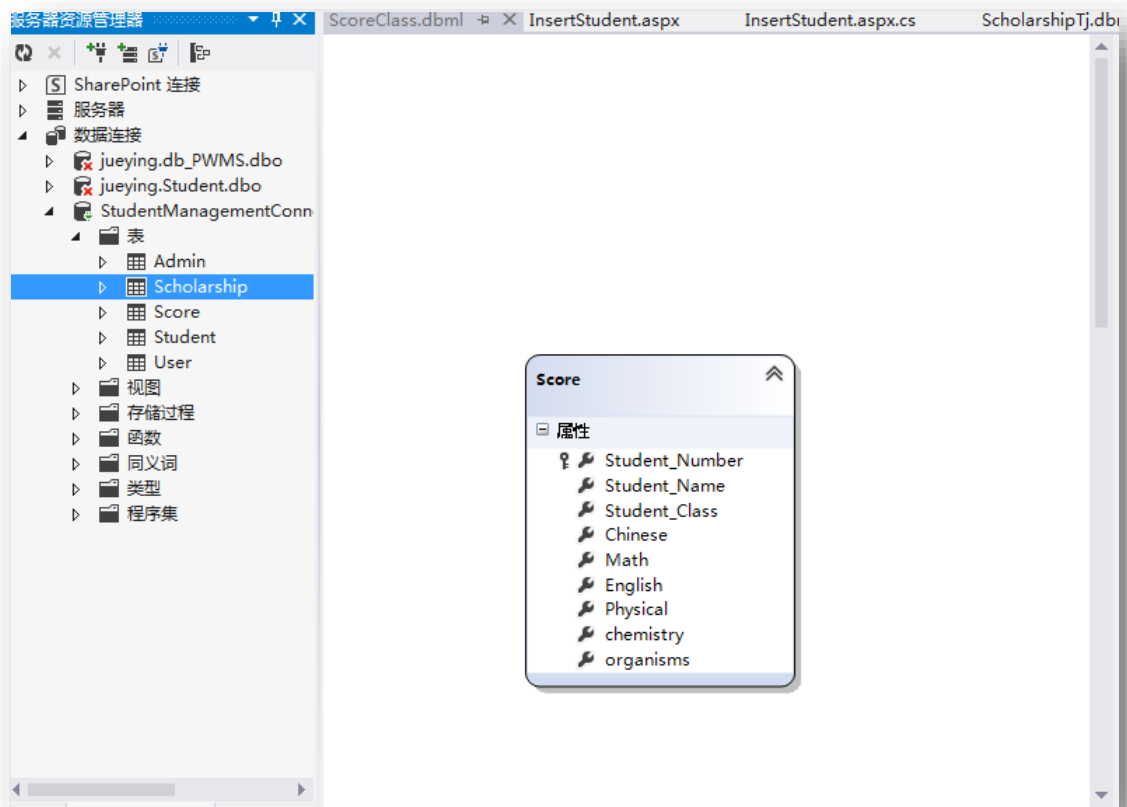 服务器资源管理器
ScoreClass.dbml InsertStudent.aspx InsertStudent.aspx.cs ScholarshipTj.db
SharePoint 连接
服务器
数据连接
jueying.db_PWMS.dbo
jueying.Student.dbo
StudentManagementConn
表
Admin
Scholarship
Score
Student
User
视图
存储过程
函数
同义词
类型
程序集
Score
属性
Student_Number
Student_Name
Student_Class
Chinese
Math
English
Physical
chemistry
organisms